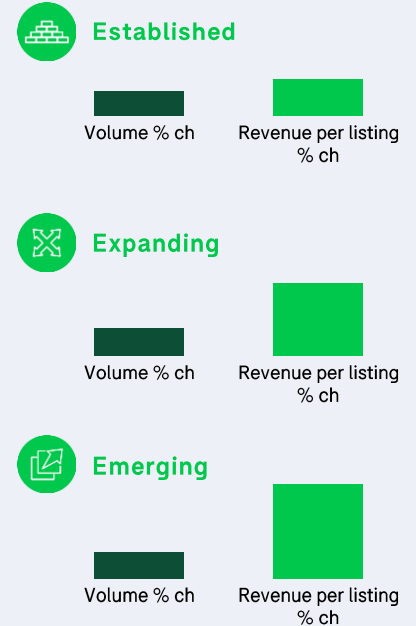 Established
Volume % ch
Revenue per listing
% ch
Expanding
Volume % ch
Revenue per listing
% ch
Emerging
Volume % ch
Revenue per listing
% ch